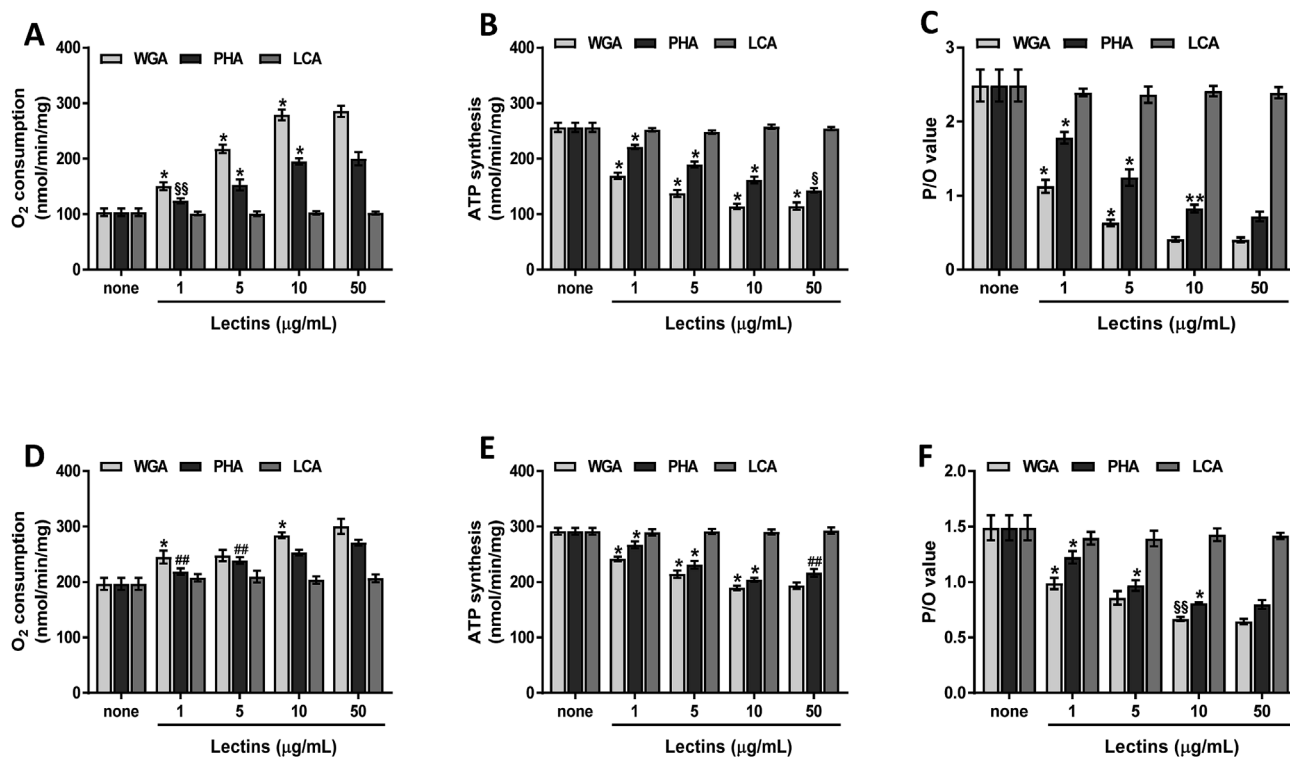 A
WGA PHA LCA
O2 consumption
(nmol/min/mg)
400
300
200
100
0
* §§ * * * *
none 1 5 10 50
Lectins (μg/mL)
B
WGA PHA LCA
ATP synthesis
(nmol/min/mg)
400
300
200
100
0
* * * * * * * §
none 1 5 10 50
Lectins (μg/mL)
C
WGA PHA LCA
P/O value
3
2
1
0
* * * * **
none 1 5 10 50
Lectins (μg/mL)
D
WGA PHA LCA
O2 consumption
(nmol/min/mg)
400
300
200
100
0
* ## ## *
none 1 5 10 50
Lectins (μg/mL)
E
WGA PHA LCA
ATP synthesis
(nmol/min/mg)
400
300
200
100
0
* * * * * * ##
none 1 5 10 50
Lectins (μg/mL)
F
WGA PHA LCA
P/O value
2.0
1.5
1.0
0.5
0.0
* * * §§ *
none 1 5 10 50
Lectins (μg/mL)